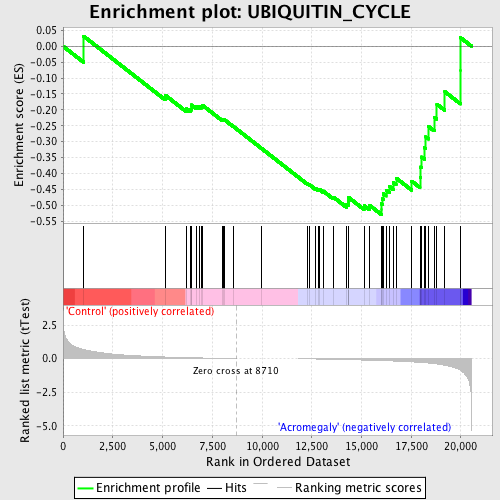 Enrichment plot: UBIQUITIN_CYCLE
Enrichment score (ES)
0.05
0.00
-0.05
-0.10
-0.15
-0.20
-0.25
-0.30
-0.35
-0.40
-0.45
-0.50
-0.55
Ranked list metric (tTest)
'Control' (positively correlated)
2.5
0.0
-2.5
-5.0
Zero cross at 8710
'Acromegaly' (negatively correlated)
0 2,500 5,000 7,500 10,000 12,500 15,000 17,500 20,000
Rank in Ordered Dataset
Enrichment profile Hits Ranking metric scores